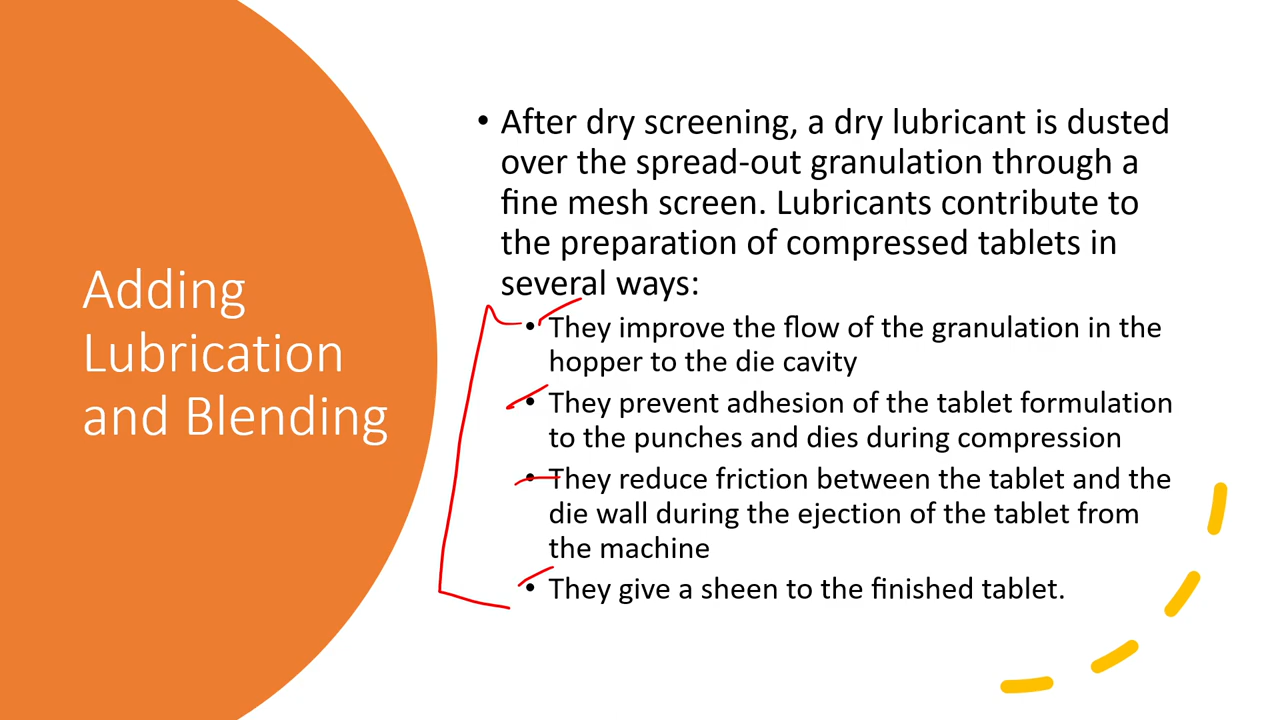 Adding
Lubrication
and Blending
• After dry screening, a dry lubricant is dusted
over the spread-out granulation through a
fine mesh screen. Lubricants contribute to
the preparation of compressed tablets in
several ways:
• They improve the flow of the granulation in the
hopper to the die cavity
• They prevent adhesion of the tablet formulation
to the punches and dies during compression
• They reduce friction between the tablet and the
die wall during the ejection of the tablet from
the machine
• They give a sheen to the finished tablet.